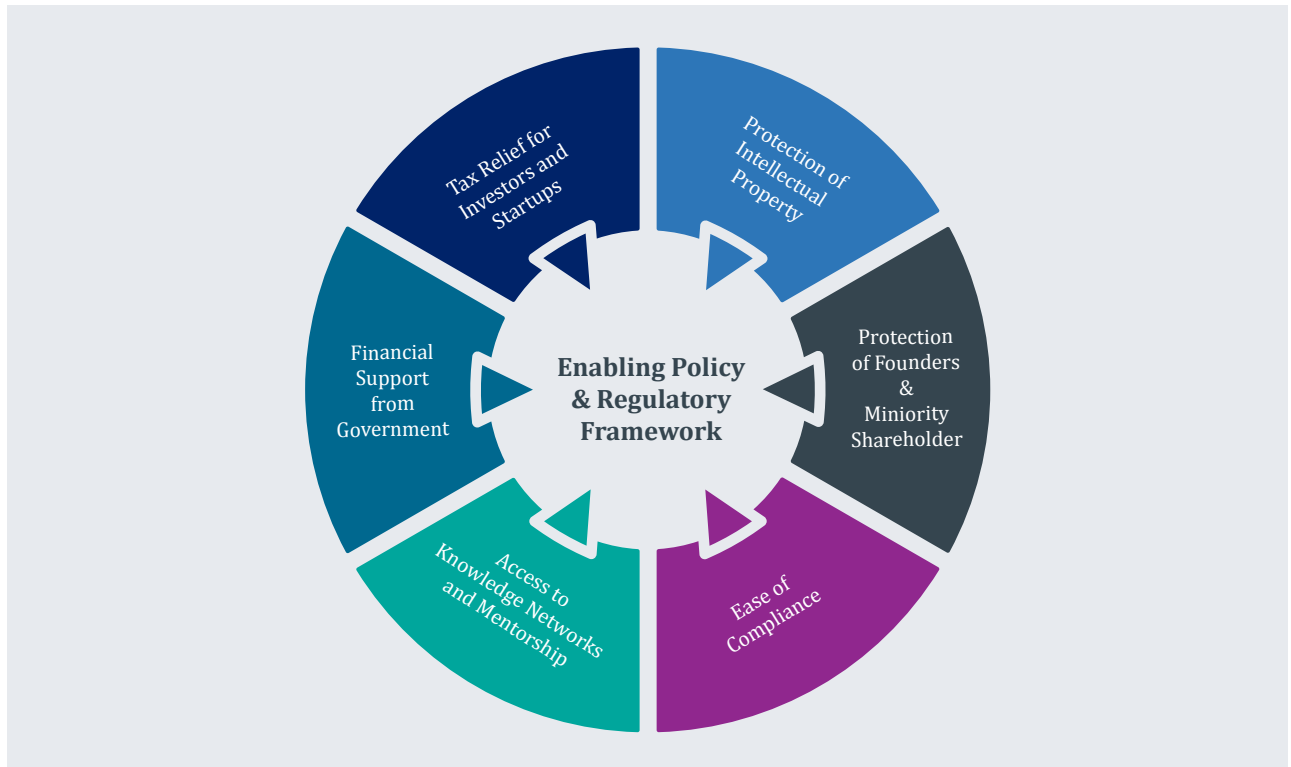 Tax Relief for
Investors and
Startups
Protection of
Intellectual
Property
Financial
Support
from
Government
Enabling Policy
& Regulatory
Framework
Protection
of Founders
&
Miniority
Shareholder
Access to
Knowledge Networks
and Mentorship
Ease of
Compliance